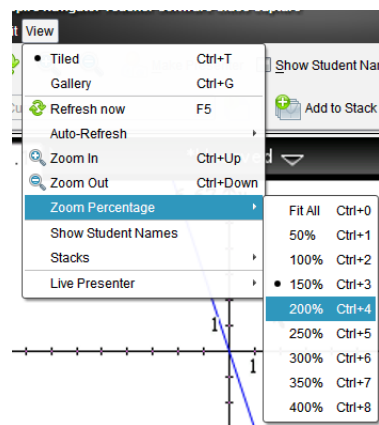 View
Tiled Ctrl+T
Gallery Ctrl+G
Refresh now F5
Auto-Refresh
Zoom In Ctrl+Up
Zoom Out Ctrl+Down
Zoom Percentage
Show Student Names
Stacks
Live Presenter
Show Student Nar
Add to Stack
Fit All Ctrl+0
50% Ctrl+1
100% Ctrl+2
150% Ctrl+3
200% Ctrl+4
250% Ctrl+5
300% Ctrl+6
350% Ctrl+7
400% Ctrl+8
1
1